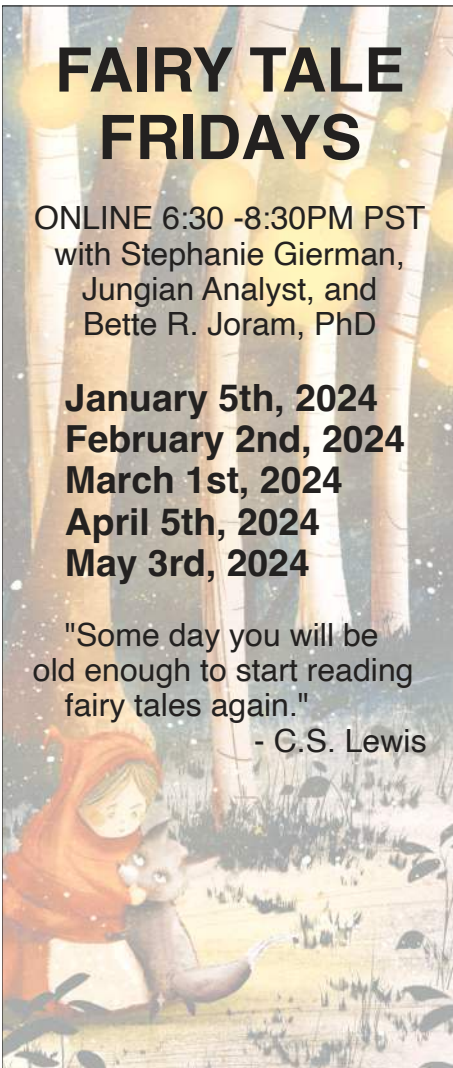 FAIRY TALE
FRIDAYS
ONLINE 6:30 -8:30PM PST
with Stephanie Gierman,
Jungian Analyst, and
Bette R. Joram, PhD
January 5th, 2024
February 2nd, 2024
March 1st, 2024
April 5th, 2024
May 3rd, 2024
"Some day you will be
old enough to start reading
fairy tales again."
- C.S. Lewis